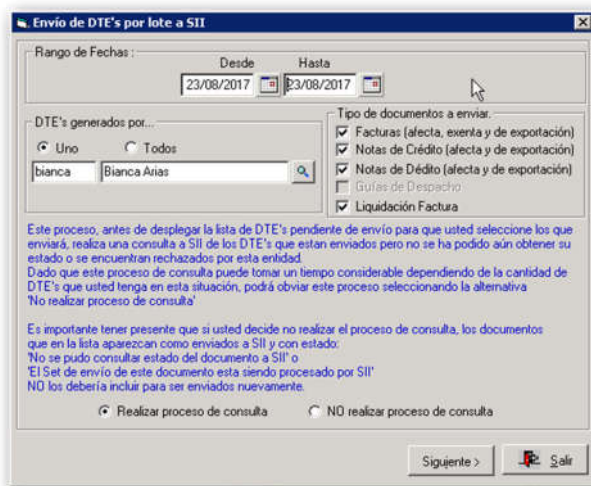 Envío de DTE's por lote a SII
Rango de Fechas :
Desde Hasta
23/08/2017 23/08/2017
DTE's generados por...
Uno Todos
bianca Bianca Arias
Tipo de documentos a enviar.
Facturas (afecta, exenta y de exportación)
Notas de Crédito (afecta y de exportación)
Notas de Dédito (afecta y de exportación)
Guías de Despacho
Liquidación Factura
Este proceso, antes de desplegar la lista de DTE's pendiente de envío para que usted seleccione los que
enviará, realiza una consulta a SII de los DTE's que estan enviados pero no se ha podido aún obtener su
estado o se encuentran rechazados por esta entidad.
Dado que este proceso de consulta puede tomar un tiempo considerable dependiendo de la cantidad de
DTE's que usted tenga en esta situación, podrá obviar este proceso seleccionando la alternativa
'No realizar proceso de consulta'
Es importante tener presente que si usted decide no realizar el proceso de consulta, los documentos
que en la lista aparezcan como enviados a SII y con estado:
'No se pudo consultar estado del documento a SII' o
'El Set de envío de este documento esta siendo procesado por SII'
NO los debería incluir para ser enviados nuevamente.
Realizar proceso de consulta NO realizar proceso de consulta
Siguiente > Salir